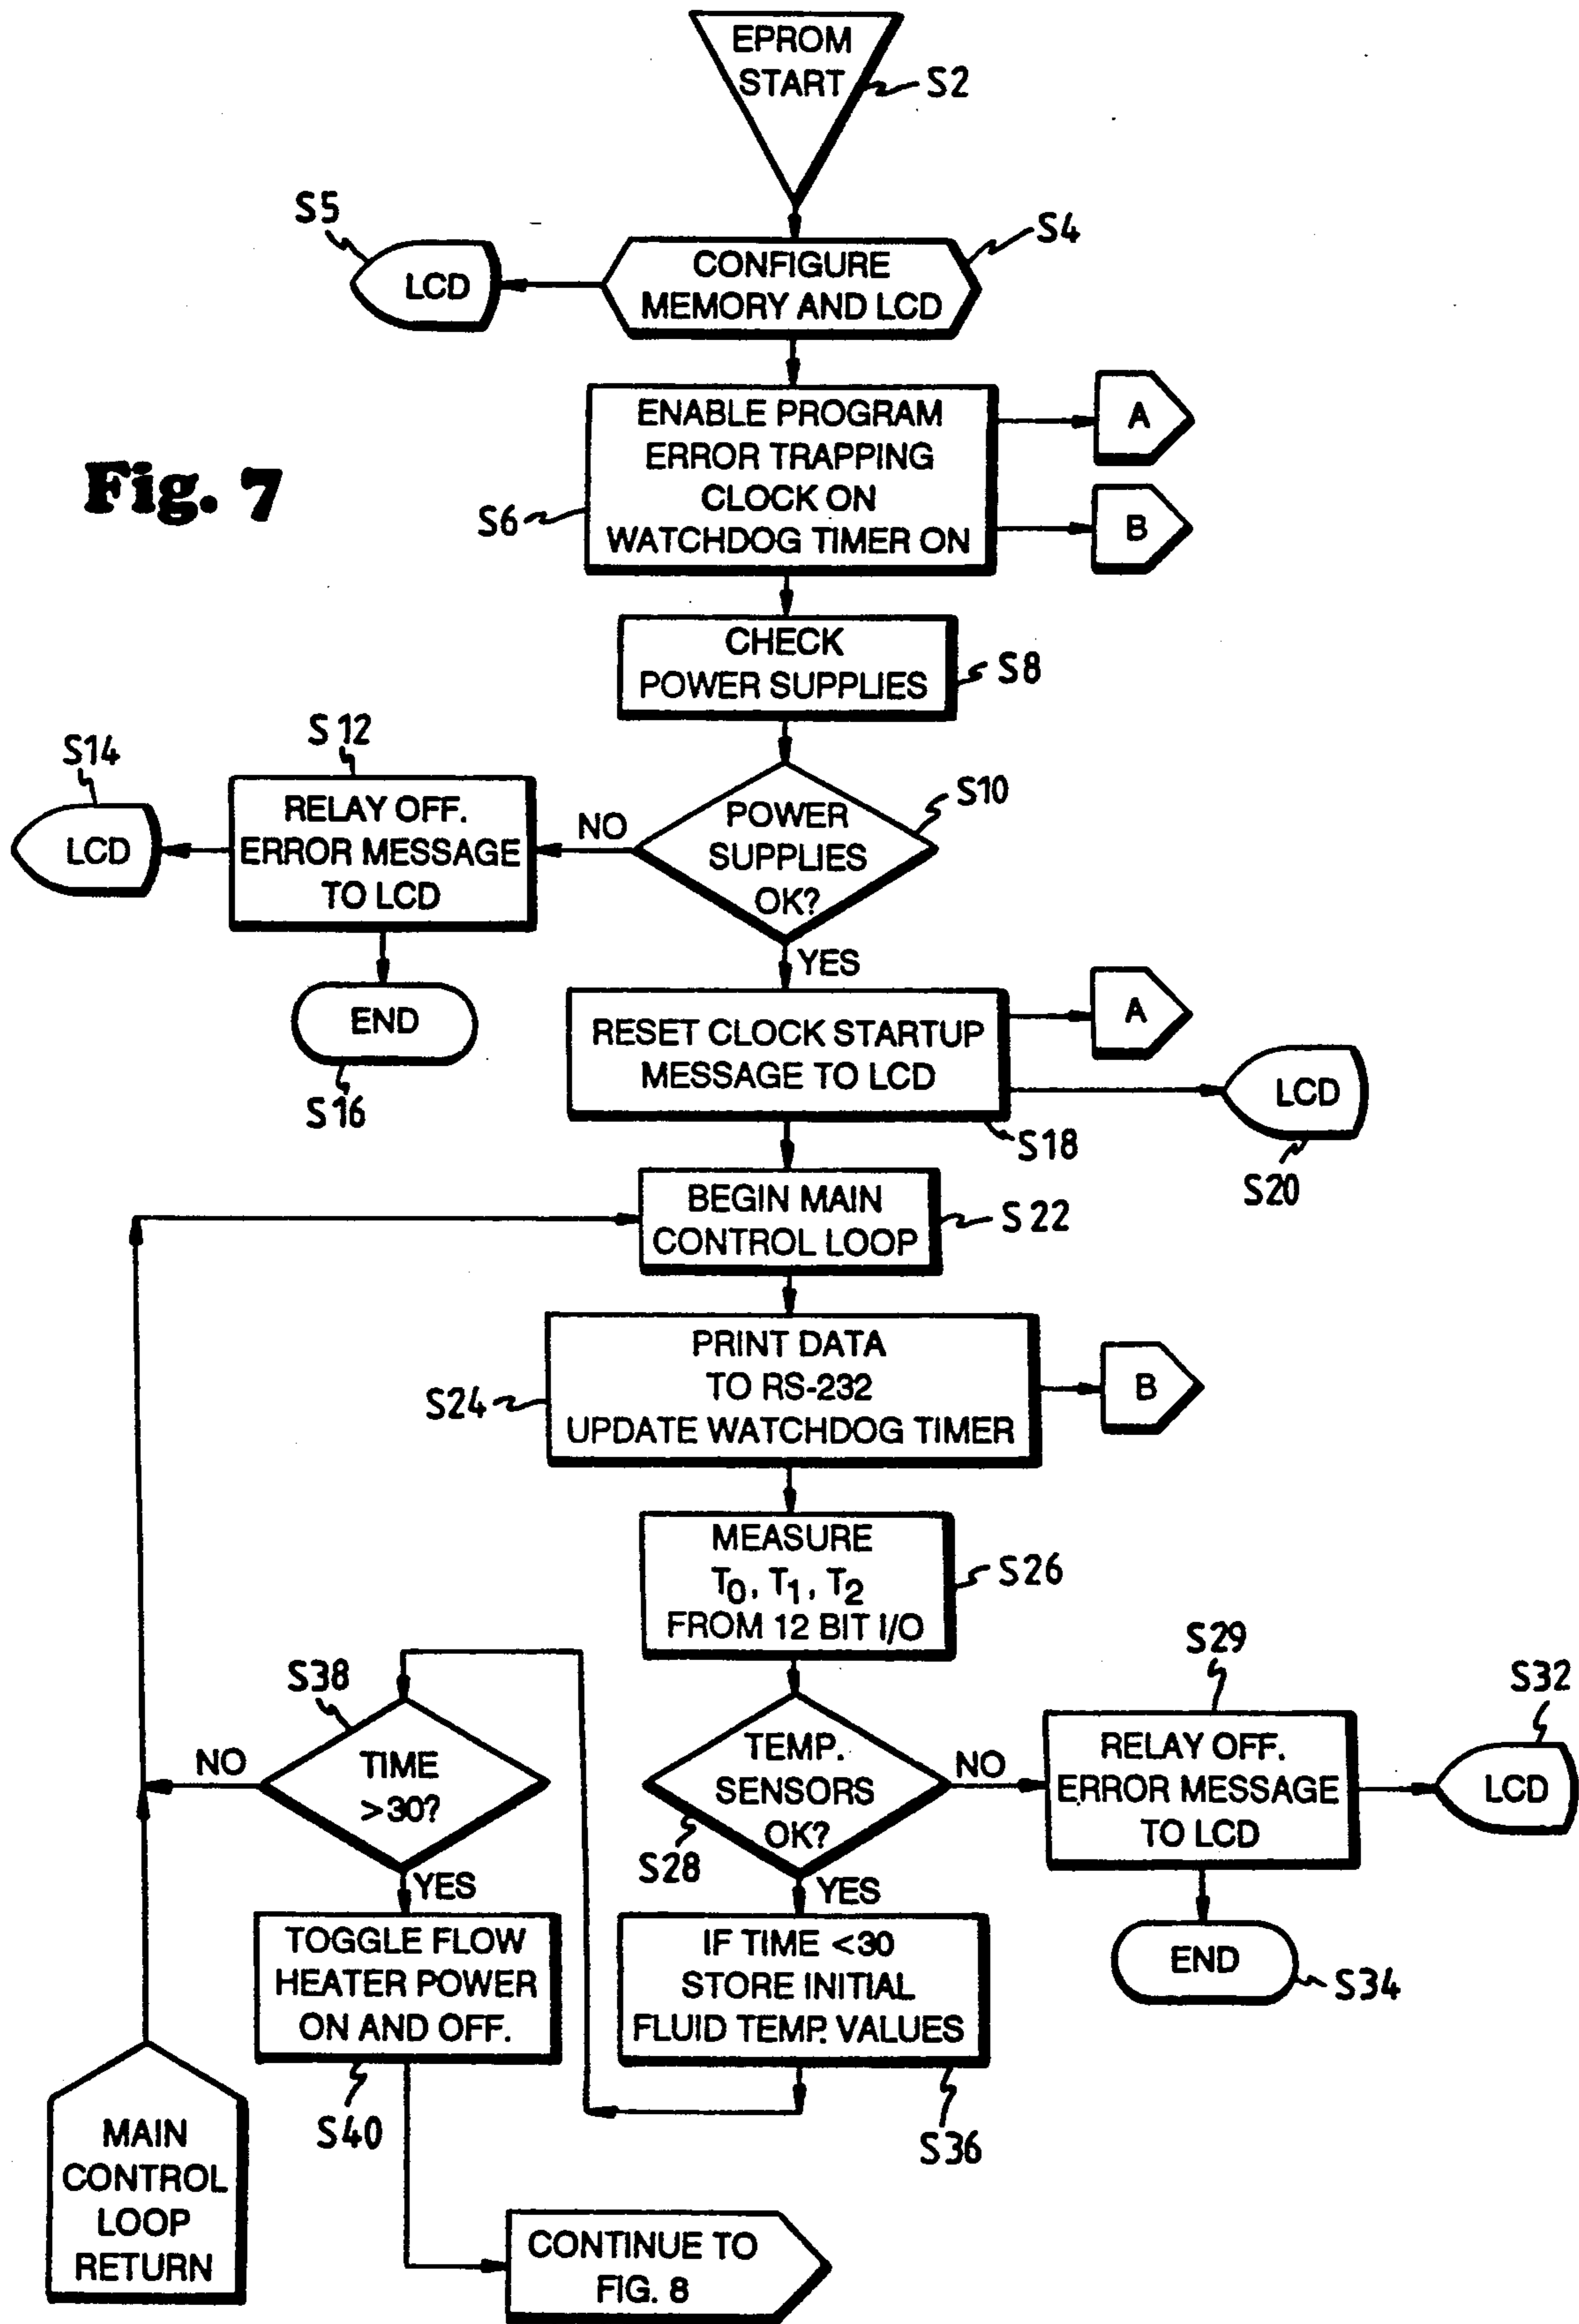 EPROM
START
S2
S5
S4
LCD
CONFIGURE
MEMORY AND LCD
Fig. 7
ENABLE PROGRAM
ERROR TRAPPING
CLOCK ON
WATCHDOG TIMER ON
S6
A
B
CHECK
POWER SUPPLIES
S8
S14
S12
S10
LCD
RELAY OFF.
ERROR MESSAGE
TO LCD
NO
POWER
SUPPLIES
OK?
YES
END
S16
RESET CLOCK STARTUP
MESSAGE TO LCD
A
LCD
S18
S20
BEGIN MAIN
CONTROL LOOP
S22
PRINT DATA
TO RS-232
UPDATE WATCHDOG TIMER
S24
B
MEASURE
T0, T1, T2
FROM 12 BIT I/O
S26
S38
S29
S32
NO
TIME
>30?
YES
TEMP.
SENSORS
OK?
S28
NO
YES
RELAY OFF.
ERROR MESSAGE
TO LCD
LCD
TOGGLE FLOW
HEATER POWER
ON AND OFF.
S40
IF TIME <30
STORE INITIAL
FLUID TEMP. VALUES
S36
END
S34
MAIN
CONTROL
LOOP
RETURN
CONTINUE TO
FIG. 8